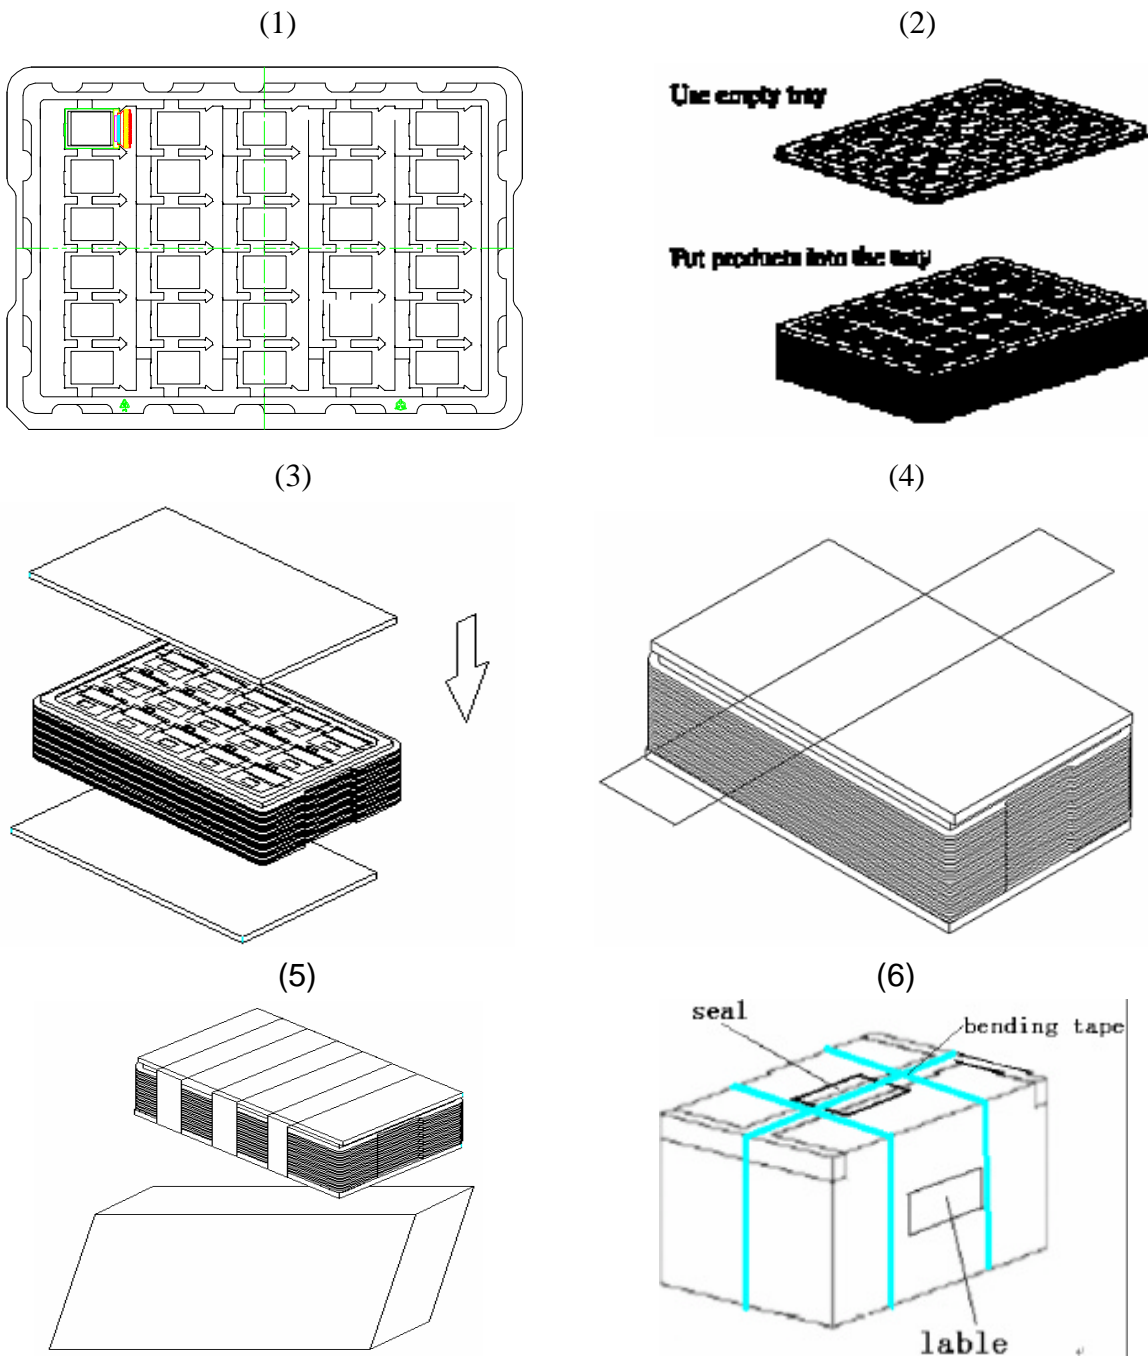 (1)
(2)
Use empty tray
Put products into the tray
(3)
(4)
(5)
(6)
seal
bending tape
lable